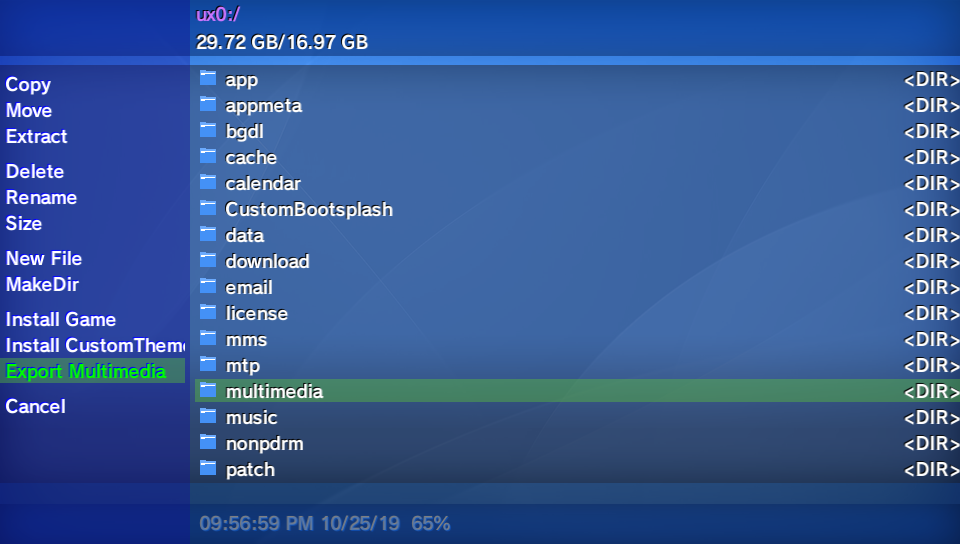 ux0:/
29.72 GB/16.97 GB
Copy
Move
Extract
Delete
Rename
Size
New File
MakeDir
Install Game
Install CustomTheme
Export Multimedia
Cancel
app <DIR>
appmeta <DIR>
bgdl <DIR>
cache <DIR>
calendar <DIR>
CustomBootsplash <DIR>
data <DIR>
download <DIR>
email <DIR>
license <DIR>
mms <DIR>
mtp <DIR>
multimedia <DIR>
music <DIR>
nonpdrm <DIR>
patch <DIR>
09:56:59 PM 10/25/19 65%